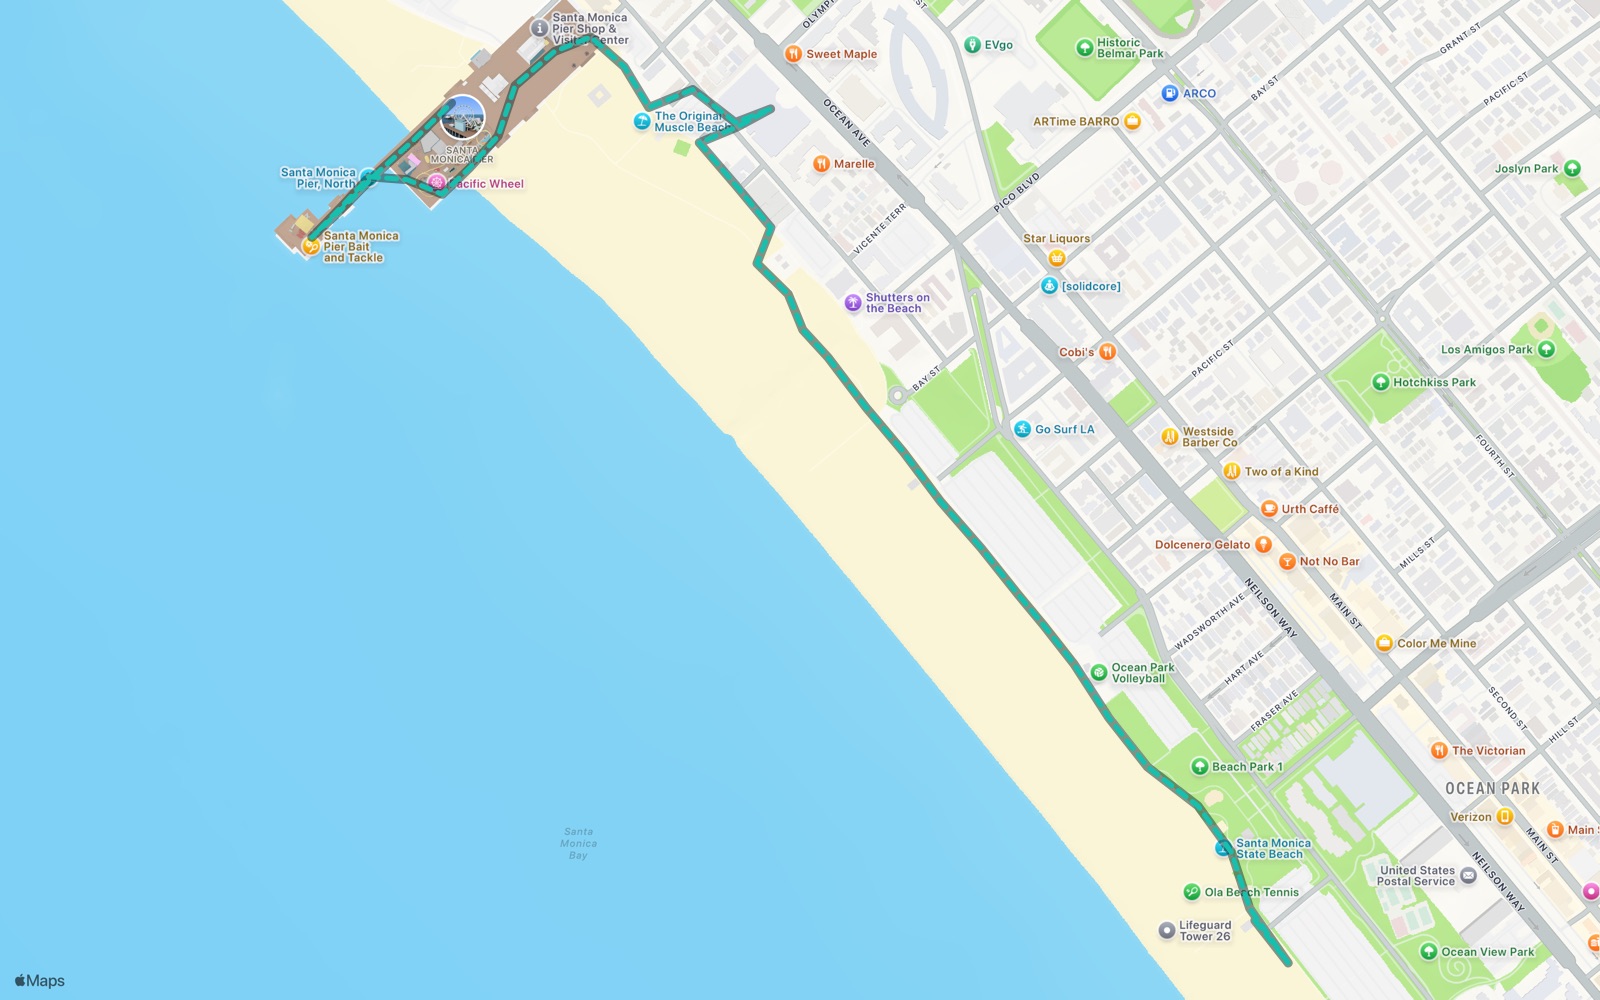 Santa Monica
Pier Shop &
Visit center
OLYMP
ST
Sweet Maple
EVgo
Historic
Belmar Park
GRANT ST
PACIFIC ST
BAY ST
ARCO
ARTime BARRO
OCEAN AVE
The Original
Muscle Beach
SANTA
MONICA PIER
Santa Monica
Pier, North
Pacific Wheel
Marelle
Joslyn Park
PICO BLVD
VICENTE TERR
Santa Monica
Pier Bait
and Tackle
Star Liquors
[solidcore]
Shutters on
the Beach
Cobi's
PACIFIC ST
Los Amigos Park
Hotchkiss Park
BAY ST
Go Surf LA
Westside
Barber Co
FOURTH ST
Two of a Kind
Urth Caffé
Dolcenero Gelato
Not No Bar
MILLS ST
NEILSON WAY
MAIN ST
WADSWORTH AVE
Color Me Mine
HART AVE
Ocean Park
Volleyball
FRASER AVE
SECOND ST
HILL ST
The Victorian
Beach Park 1
OCEAN PARK
Verizon
Main
MAIN ST
Santa
Monica
Bay
Santa Monica
State Beach
United States
Postal Service
NEILSON WAY
Ola Beach Tennis
Lifeguard
Tower 26
Ocean View Park
Maps